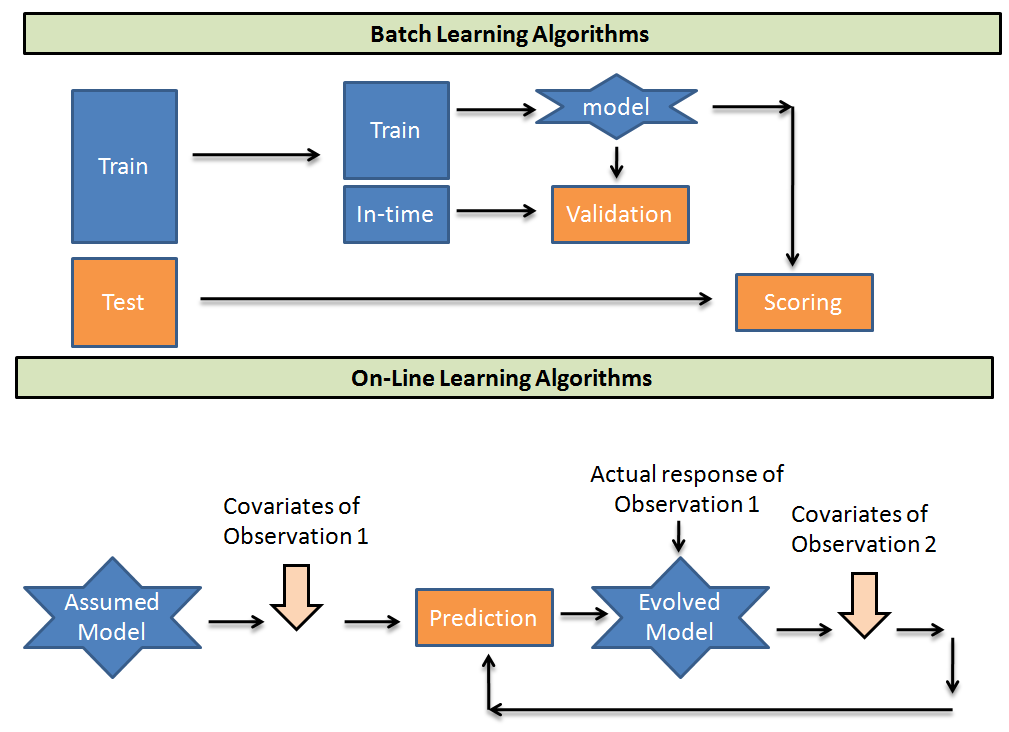 Batch Learning Algorithms
Train
Train
model
In-time
Validation
Test
Scoring
On-Line Learning Algorithms
Actual response of
Observation 1
Covariates of
Observation 1
Covariates of
Observation 2
Assumed
Model
Prediction
Evolved
Model